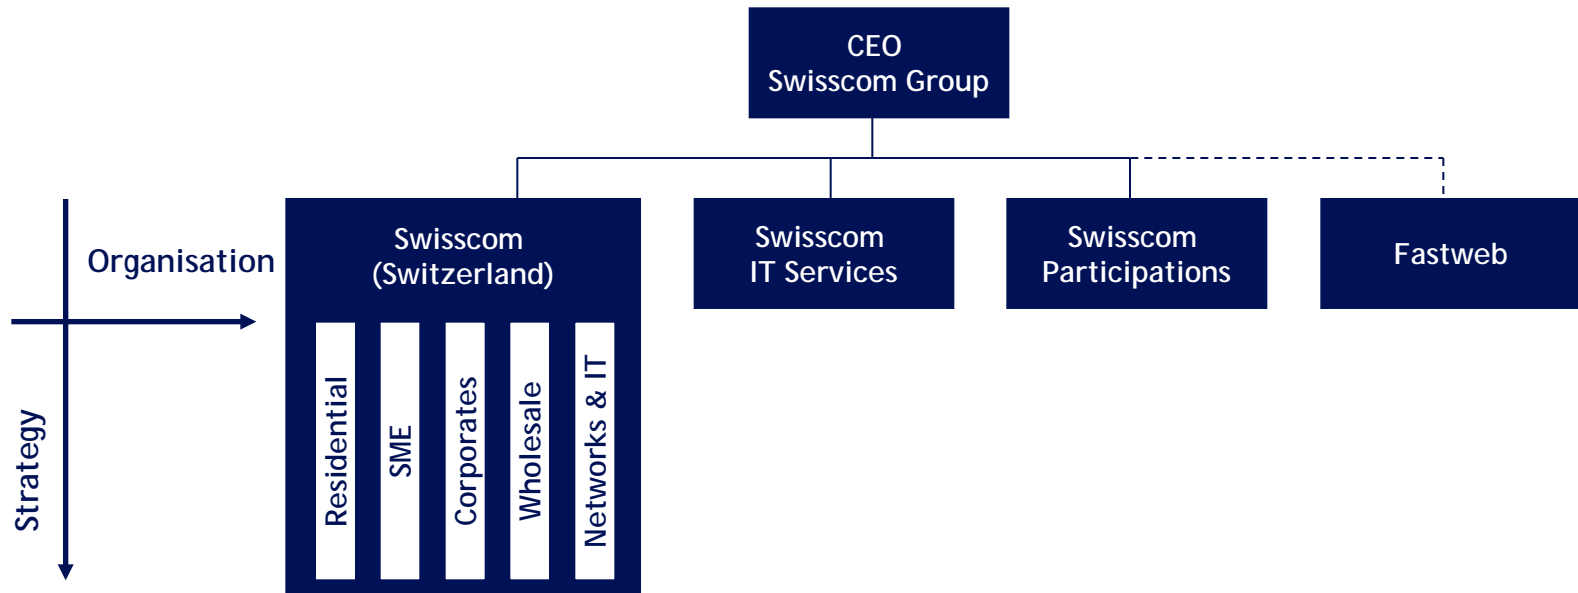 CEO
Swisscom Group
Swisscom
(Switzerland)
Swisscom
IT Services
Swisscom
Participations
Fastweb
Organisation
Strategy
Residential
SME
Corporates
Wholesale
Networks & IT